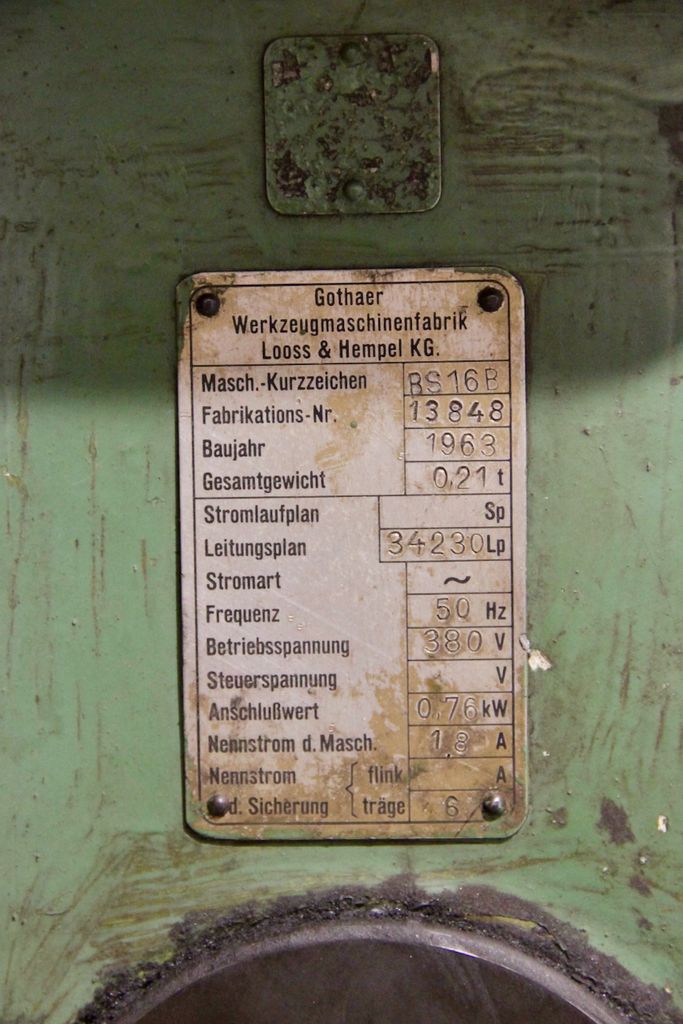 Gothaer
Werkzeugmaschinenfabrik
Looss & Hempel KG.
Masch.-Kurzzeichen BS16B
Fabrikations-Nr. 13848
Baujahr 1963
Gesamtgewicht 0,21 t
Stromlaufplan Sp
Leitungsplan 34230 Lp
Stromart ~
Frequenz 50 Hz
Betriebsspannung 380 V
Steuerspannung V
Anschlußwert 0,76 kW
Nennstrom d. Masch. 1,8 A
Nennstrom { flink A
d. Sicherung träge 6